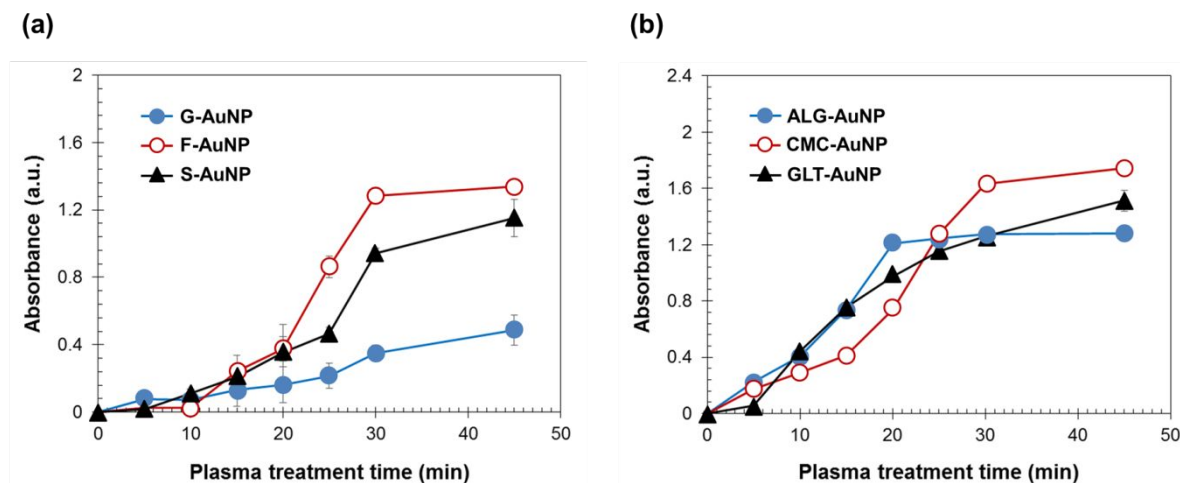 (a)
2
1.6
1.2
0.8
0.4
0
0 10 20 30 40 50
Absorbance (a.u.)
Plasma treatment time (min)
G-AuNP
F-AuNP
S-AuNP
(b)
2.4
2
1.6
1.2
0.8
0.4
0
0 10 20 30 40 50
Absorbance (a.u.)
Plasma treatment time (min)
ALG-AuNP
CMC-AuNP
GLT-AuNP